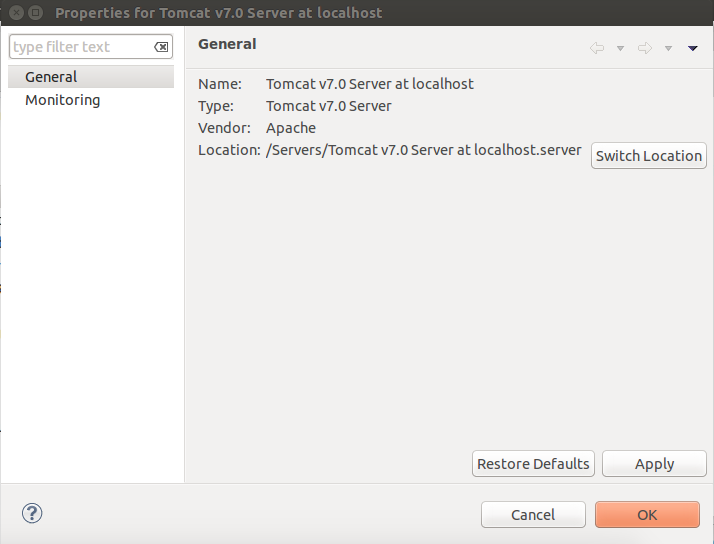 Properties for Tomcat v7.0 Server at localhost
type filter text
General
Monitoring
General
Name: Tomcat v7.0 Server at localhost
Type: Tomcat v7.0 Server
Vendor: Apache
Location: /Servers/Tomcat v7.0 Server at localhost.server
Switch Location
Restore Defaults
Apply
?
Cancel
OK